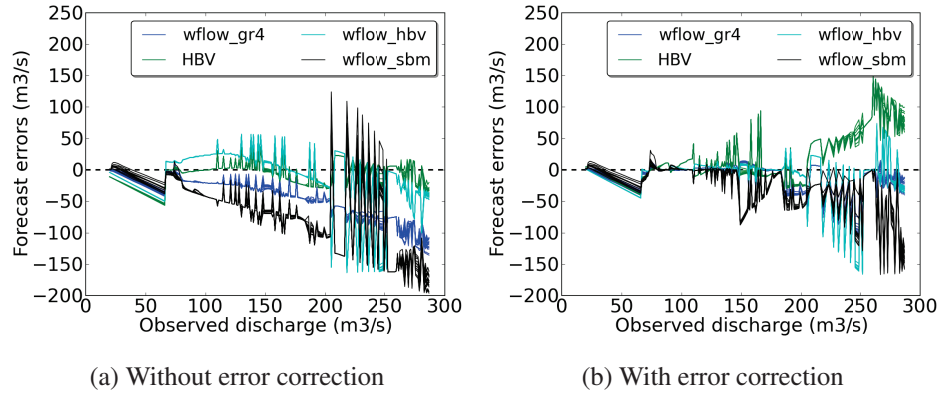 250
200
150
100
50
0
−50
−100
−150
−200
0 50 100 150 200 250 300
Forecast errors (m3/s)
Observed discharge (m3/s)
wflow_gr4 wflow_hbv
HBV wflow_sbm
(a) Without error correction
250
200
150
100
50
0
−50
−100
−150
−200
0 50 100 150 200 250 300
Forecast errors (m3/s)
Observed discharge (m3/s)
wflow_gr4 wflow_hbv
HBV wflow_sbm
(b) With error correction